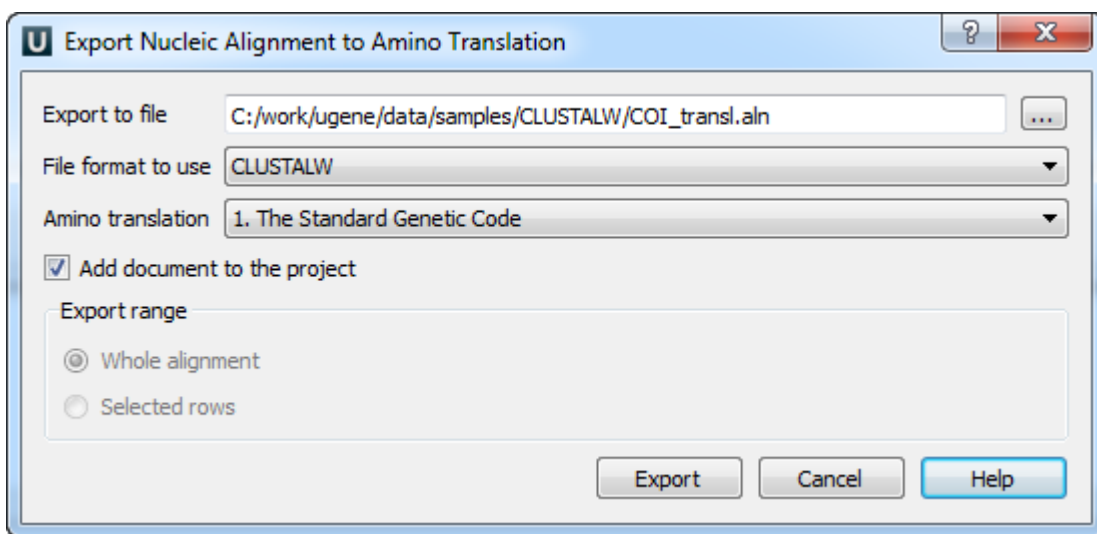 U Export Nucleic Alignment to Amino Translation ? X
Export to file C:/work/ugene/data/samples/CLUSTALW/COI_transl.aln ...
File format to use CLUSTALW
Amino translation 1. The Standard Genetic Code
Add document to the project
Export range
Whole alignment
Selected rows
Export Cancel Help